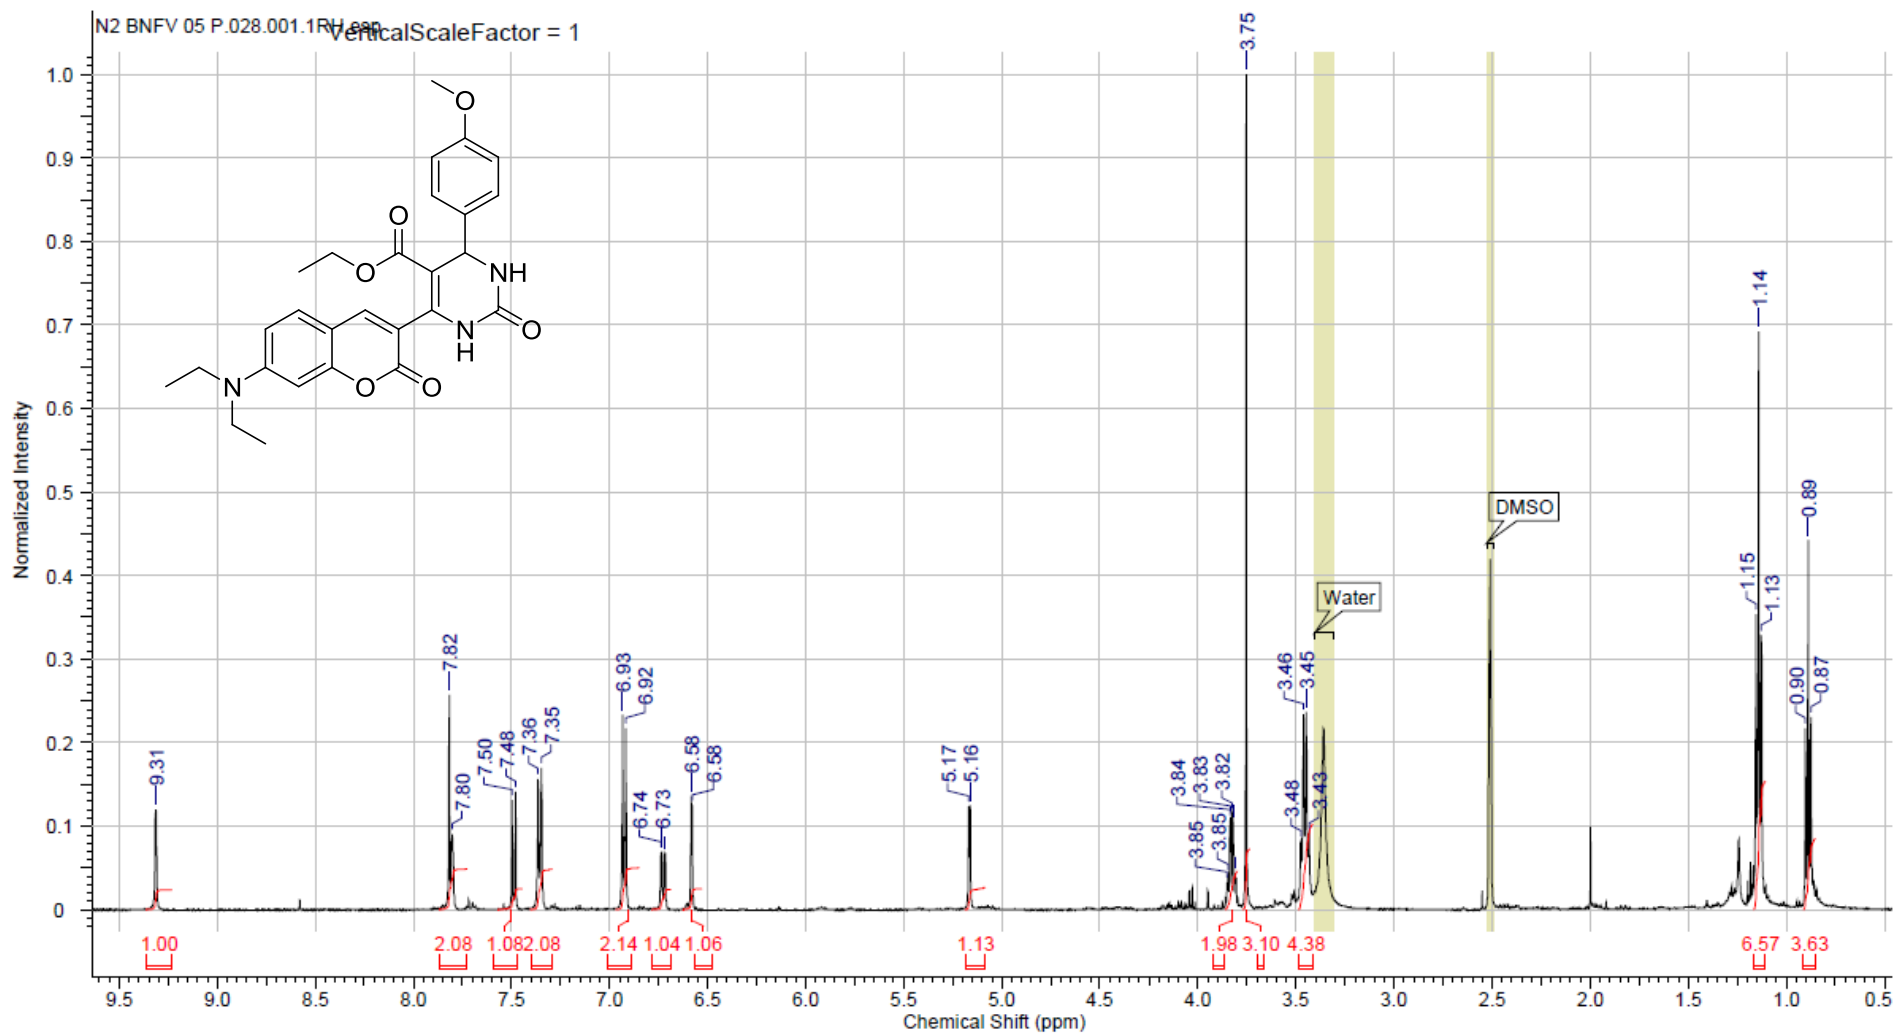 N2 BNFV 05 P.028.001.1RH.esp
VerticalScaleFactor = 1
3.75
1.0
0.9
0.8
0.7
0.6
0.5
0.4
0.3
0.2
0.1
0
Normalized Intensity
O
O
O
NH
N
H
O
N
O
O
DMSO
Water
9.31
7.82
7.80
7.50
7.48
7.36
7.35
6.93
6.92
6.74
6.73
6.58
6.58
5.17
5.16
3.85
3.85
3.84
3.83
3.82
3.48
3.46
3.45
3.43
1.15
1.14
1.13
0.90
0.89
0.87
1.00 2.08 1.08 2.08 2.14 1.04 1.06 1.13 1.98 3.10 4.38 6.57 3.63
9.5 9.0 8.5 8.0 7.5 7.0 6.5 6.0 5.5 5.0 4.5 4.0 3.5 3.0 2.5 2.0 1.5 1.0 0.5
Chemical Shift (ppm)